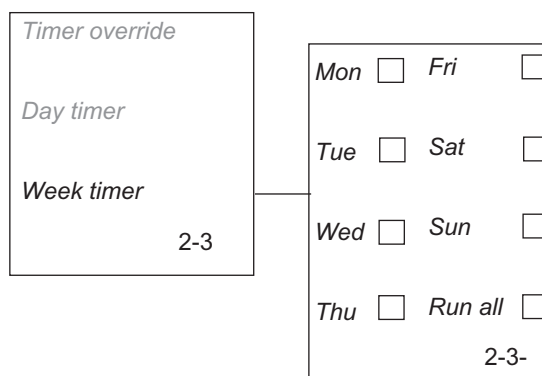 Timer override
Day timer
Week timer
2-3
Mon Fri
Tue Sat
Wed Sun
Thu Run all
2-3-